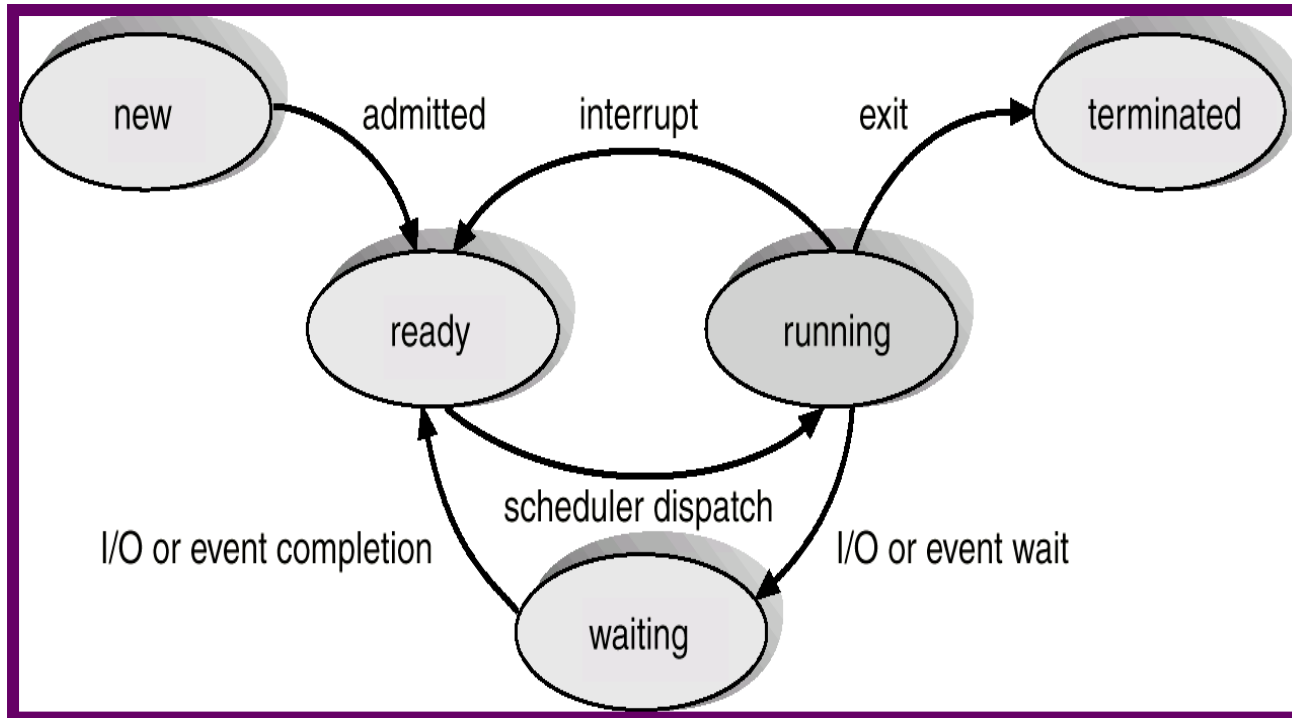 new
admitted
interrupt
exit
terminated
ready
running
scheduler dispatch
I/O or event completion
I/O or event wait
waiting